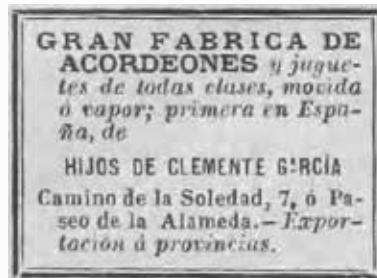 GRAN FABRICA DE
ACORDEONES y jugue-
tes de todas clases, movida
á vapor; primera en Espa-
ña, de
HIJOS DE CLEMENTE GARCÍA
Camino de la Soledad, 7, ó Pa-
seo de la Alameda.—Expor-
tación á provincias.